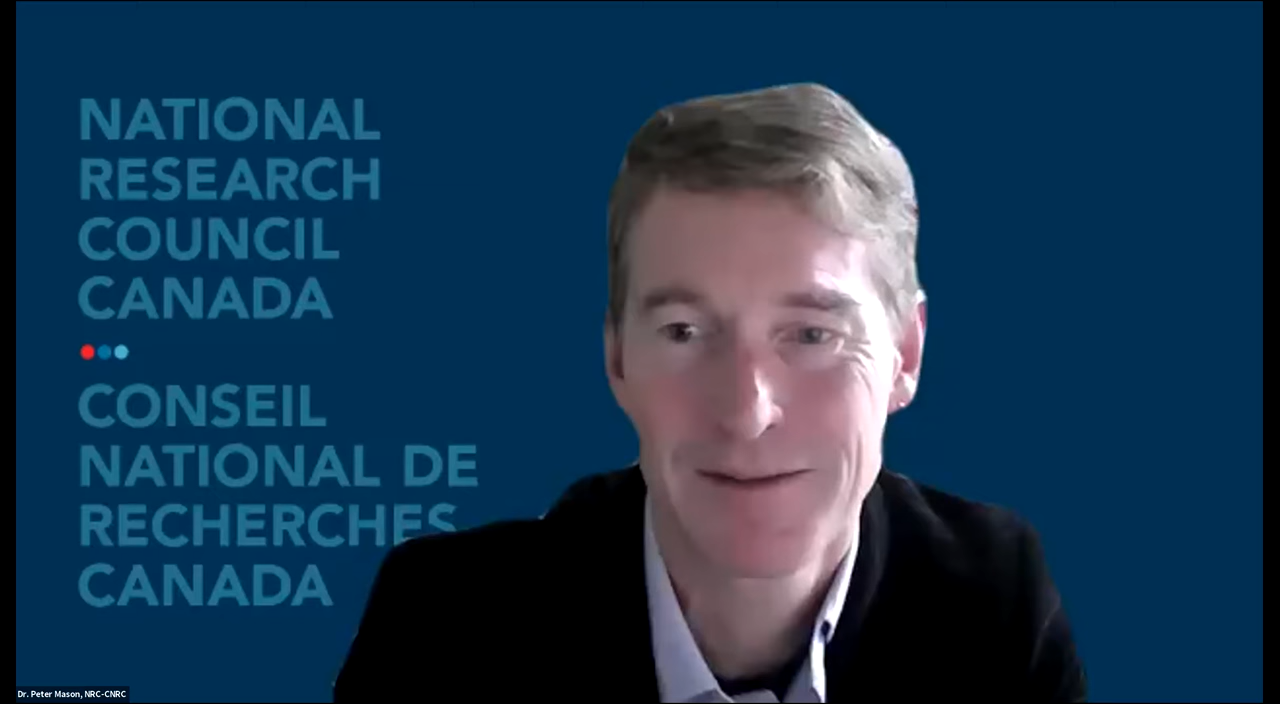 NATIONAL
RESEARCH
COUNCIL
CANADA
CONSEIL
NATIONAL DE
RECHERCHES
CANADA
Dr. Peter Mason, NRC-CNRC